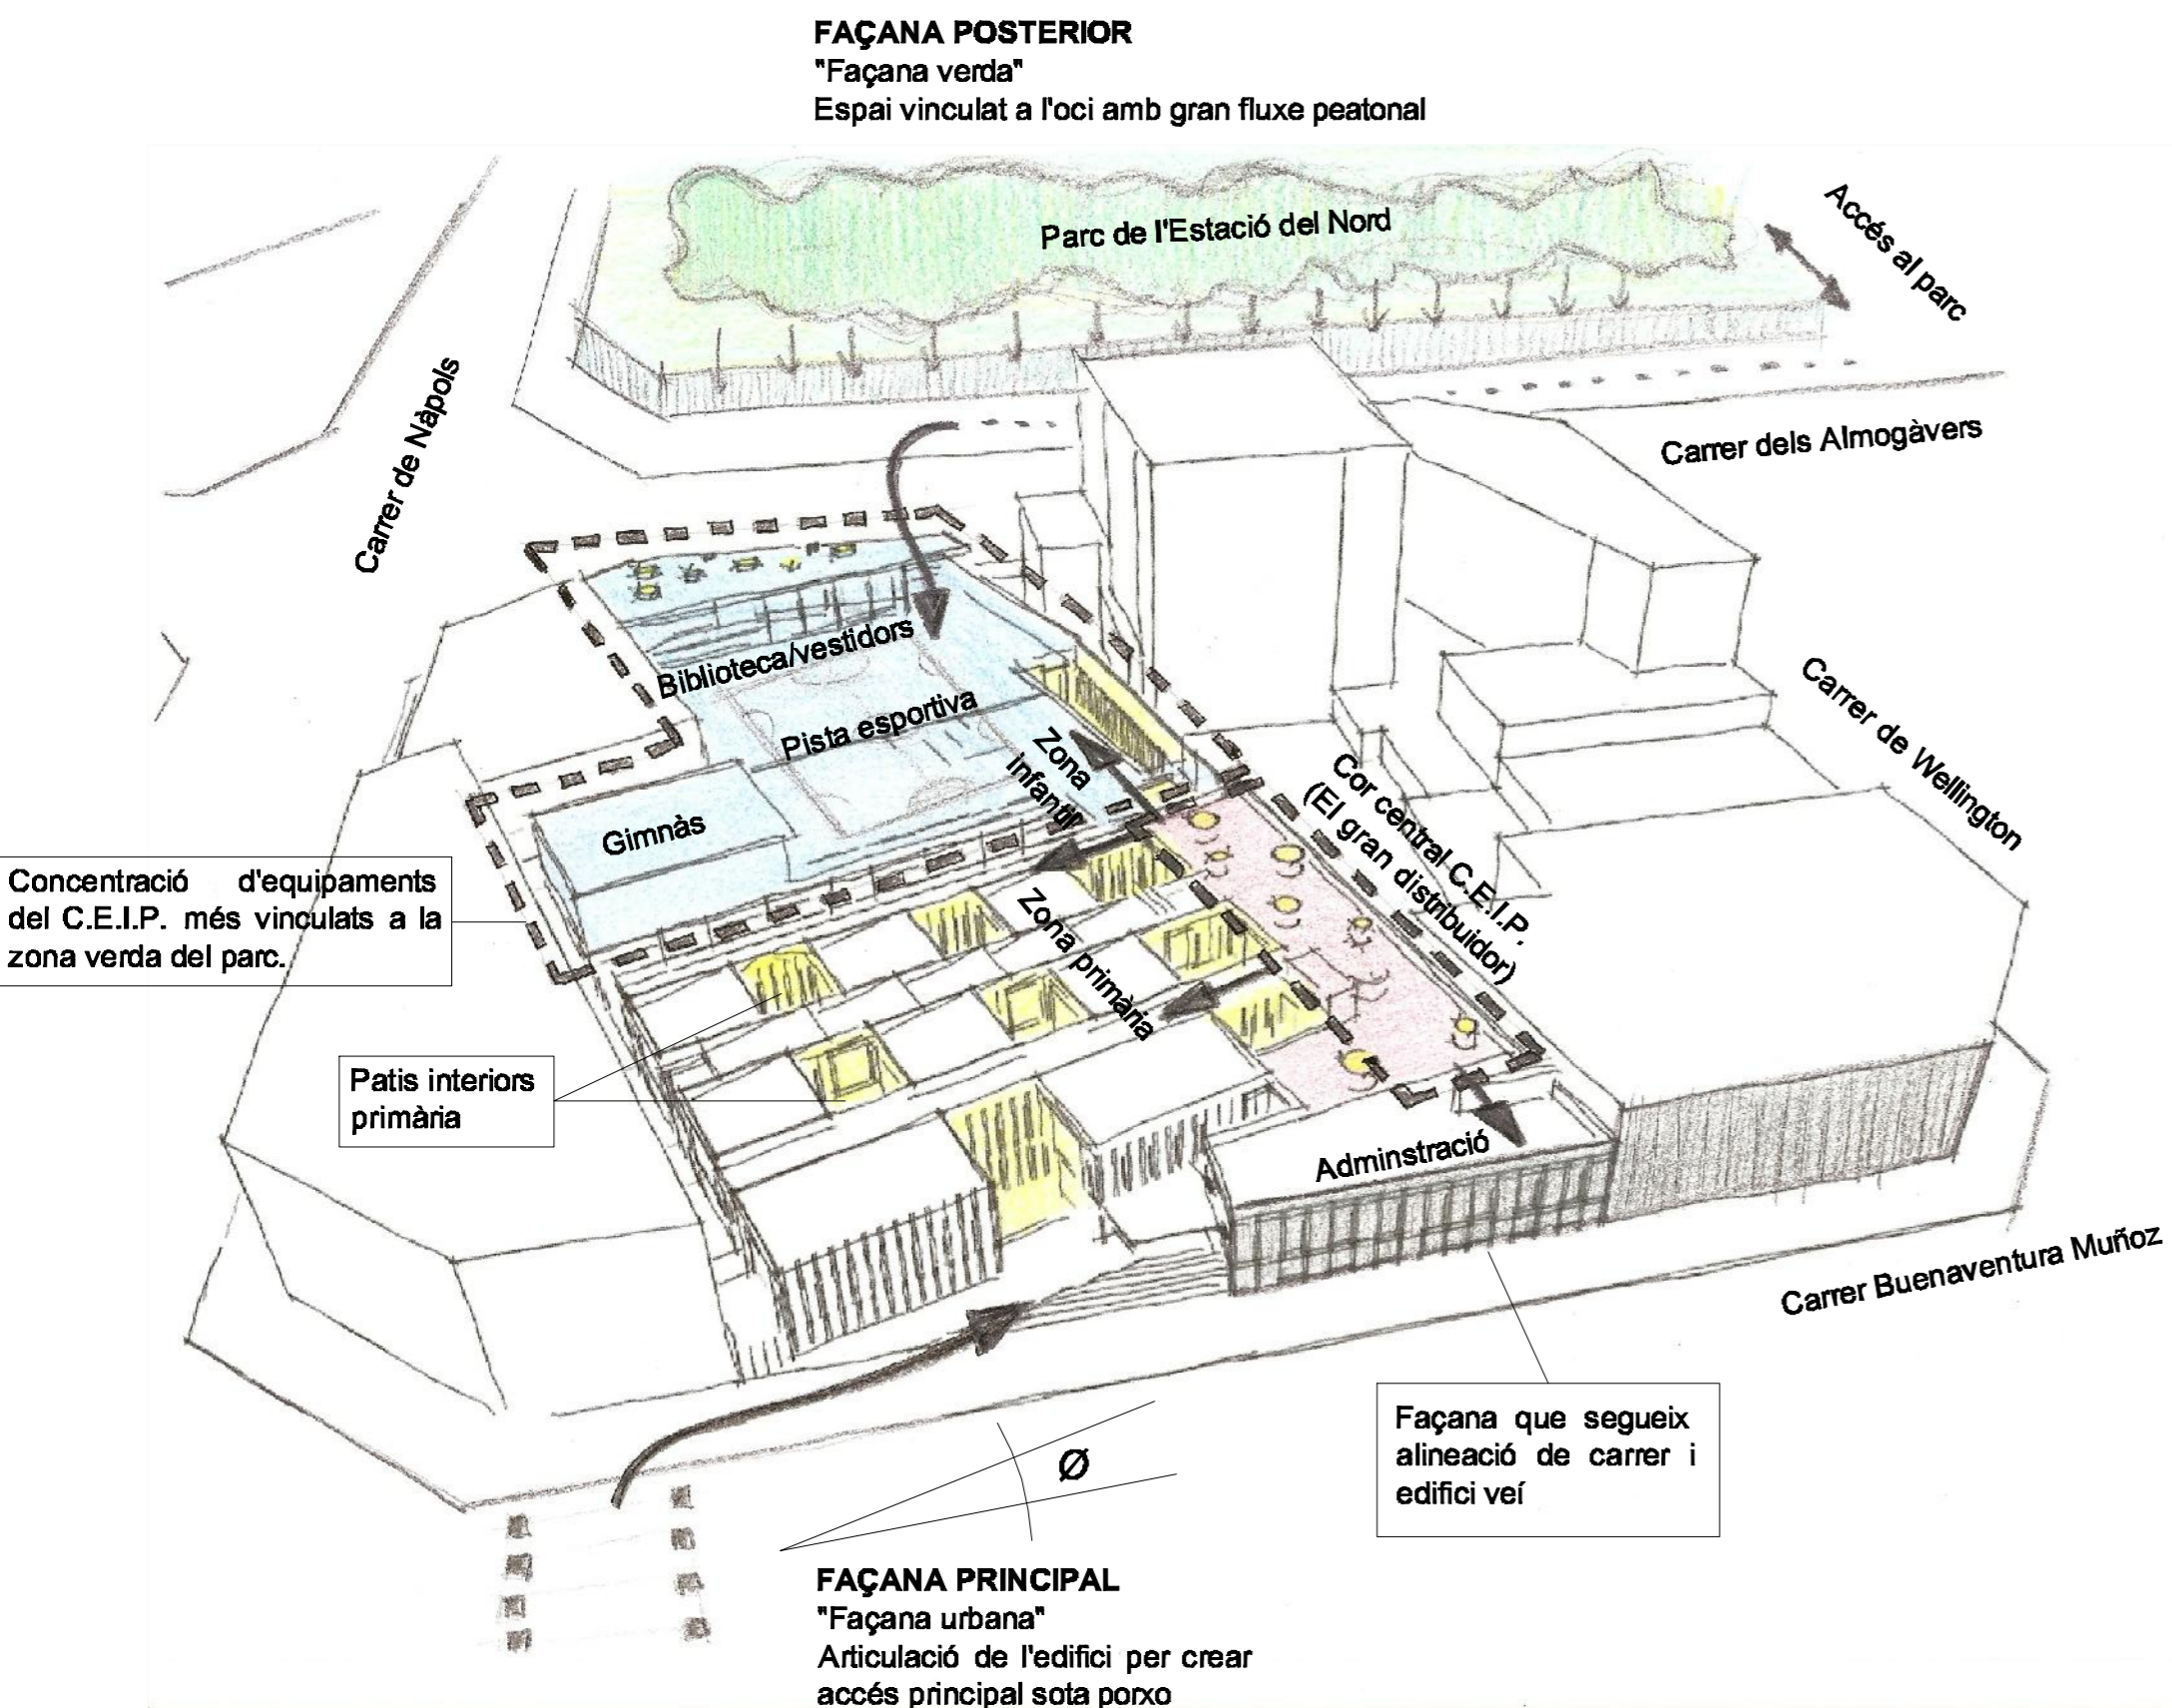 FAÇANA POSTERIOR
"Façana verda"
Espai vinculat a l'oci amb gran fluxe peatonal
Parc de l'Estació del Nord
Accés al parc
Carrer de Nàpols
Carrer dels Almogàvers
Biblioteca/vestidors
Pista esportiva
Carrer de Wellington
Zona
infantil
Cor central C.E.I.P.
(El gran distribuidor)
Gimnàs
Concentració d'equipaments
del C.E.I.P. més vinculats a la
zona verda del parc.
Zona primària
Patis interiors
primària
Adminstració
Carrer Buenaventura Muñoz
Façana que segueix
alineació de carrer i
edifici veí
Ø
FAÇANA PRINCIPAL
"Façana urbana"
Articulació de l'edifici per crear
accés principal sota porxo